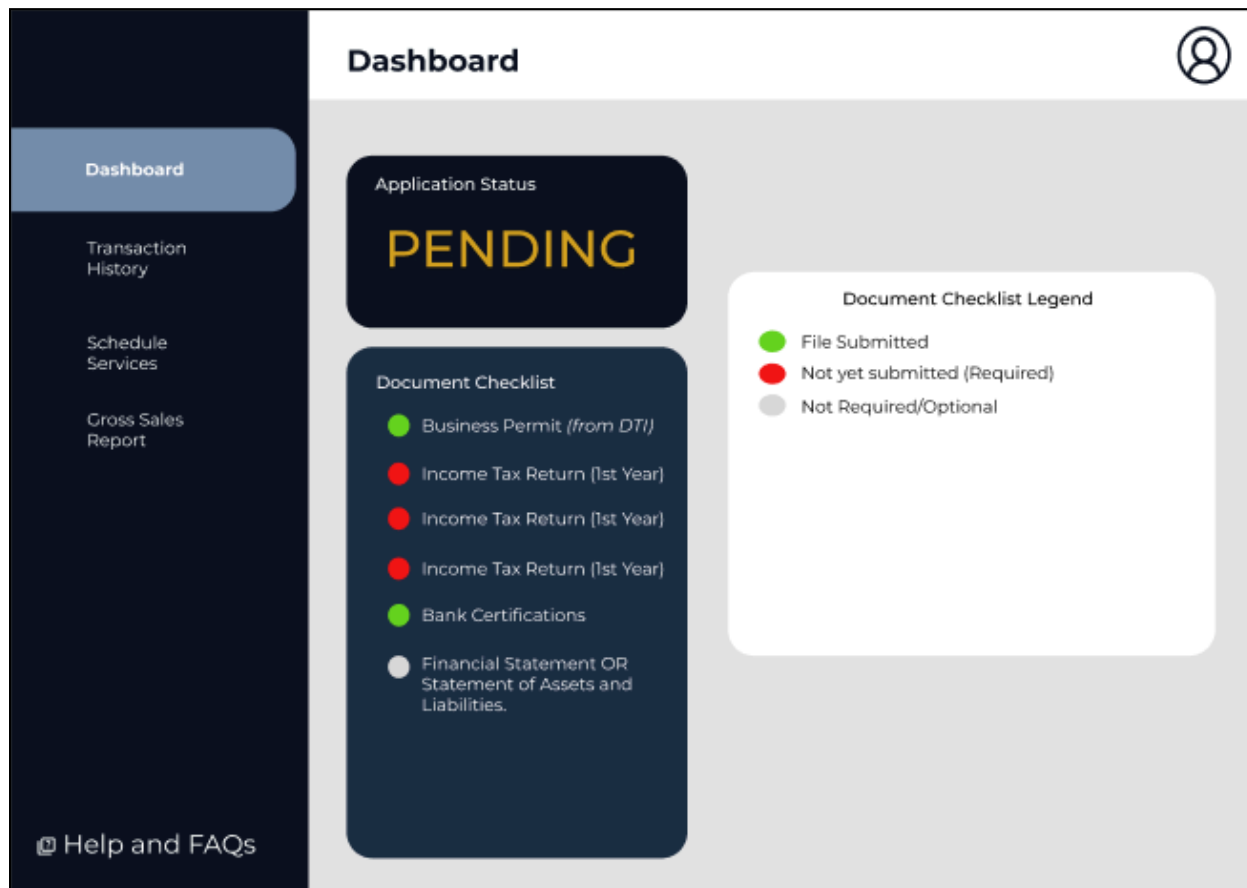 Dashboard
Dashboard
Transaction
History
Schedule
Services
Gross Sales
Report
Help and FAQs
Application Status
PENDING
Document Checklist
Business Permit (from DTI)
Income Tax Return (1st Year)
Income Tax Return (1st Year)
Income Tax Return (1st Year)
Bank Certifications
Financial Statement OR
Statement of Assets and
Liabilities.
Document Checklist Legend
File Submitted
Not yet submitted (Required)
Not Required/Optional